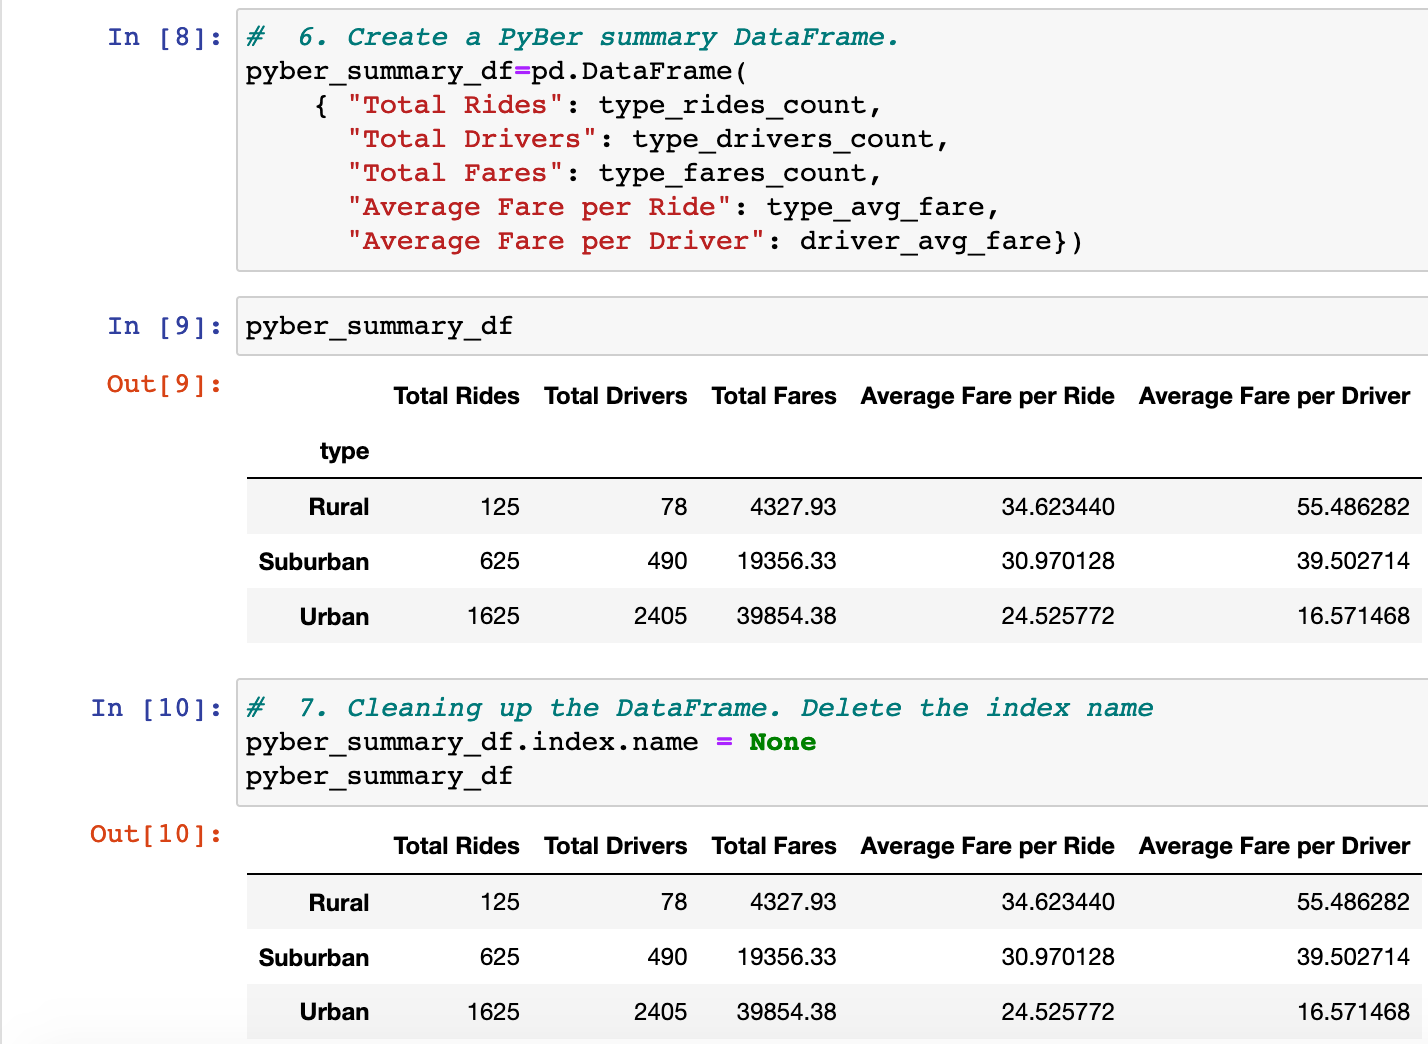 In [8]: #  6. Create a PyBer summary DataFrame.
pyber_summary_df=pd.DataFrame(
    { "Total Rides": type_rides_count,
      "Total Drivers": type_drivers_count,
      "Total Fares": type_fares_count,
      "Average Fare per Ride": type_avg_fare,
      "Average Fare per Driver": driver_avg_fare})
In [9]: pyber_summary_df
Out[9]: Total Rides Total Drivers Total Fares Average Fare per Ride Average Fare per Driver
type
Rural 125 78 4327.93 34.623440 55.486282
Suburban 625 490 19356.33 30.970128 39.502714
Urban 1625 2405 39854.38 24.525772 16.571468
In [10]: #  7. Cleaning up the DataFrame. Delete the index name
pyber_summary_df.index.name = None
pyber_summary_df
Out[10]: Total Rides Total Drivers Total Fares Average Fare per Ride Average Fare per Driver
Rural 125 78 4327.93 34.623440 55.486282
Suburban 625 490 19356.33 30.970128 39.502714
Urban 1625 2405 39854.38 24.525772 16.571468